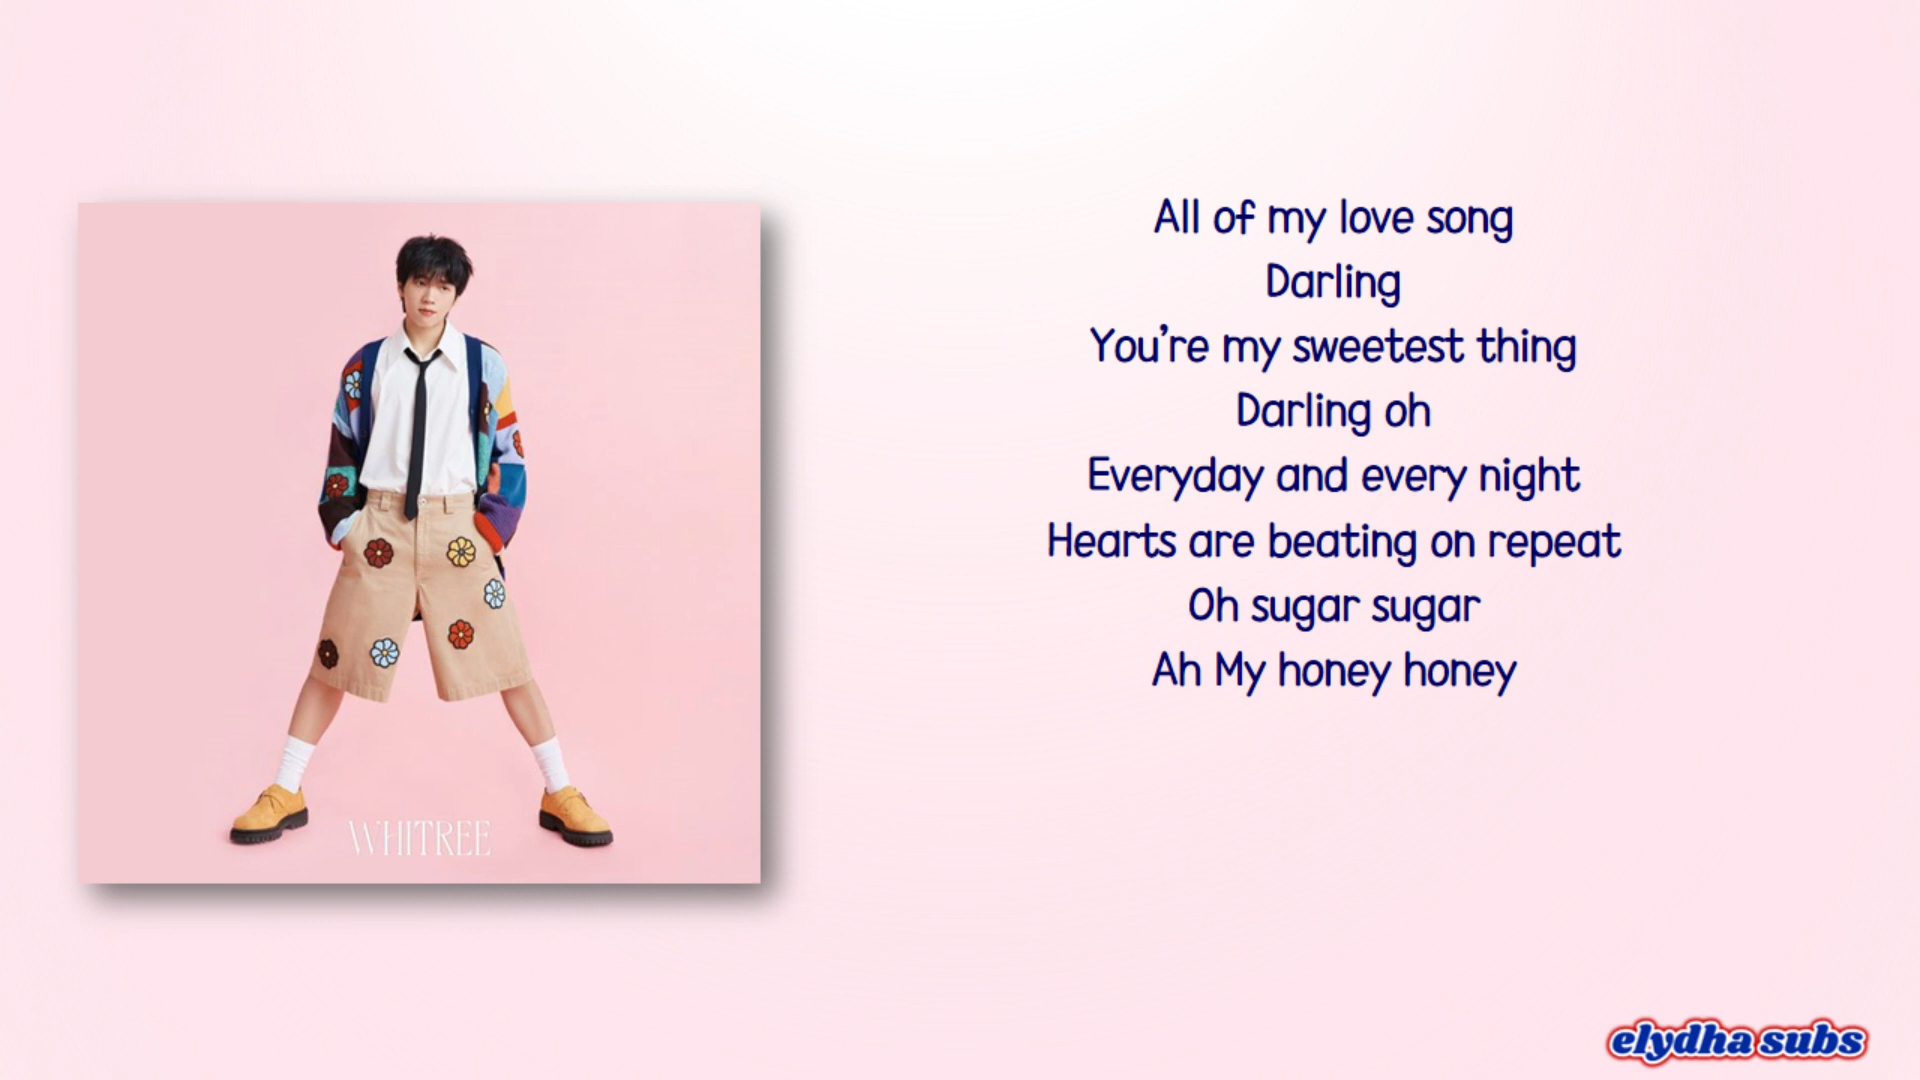 All of my love song
Darling
You're my sweetest thing
Darling oh
Everyday and every night
Hearts are beating on repeat
Oh sugar sugar
Ah My honey honey
WHITREE
elydha subs